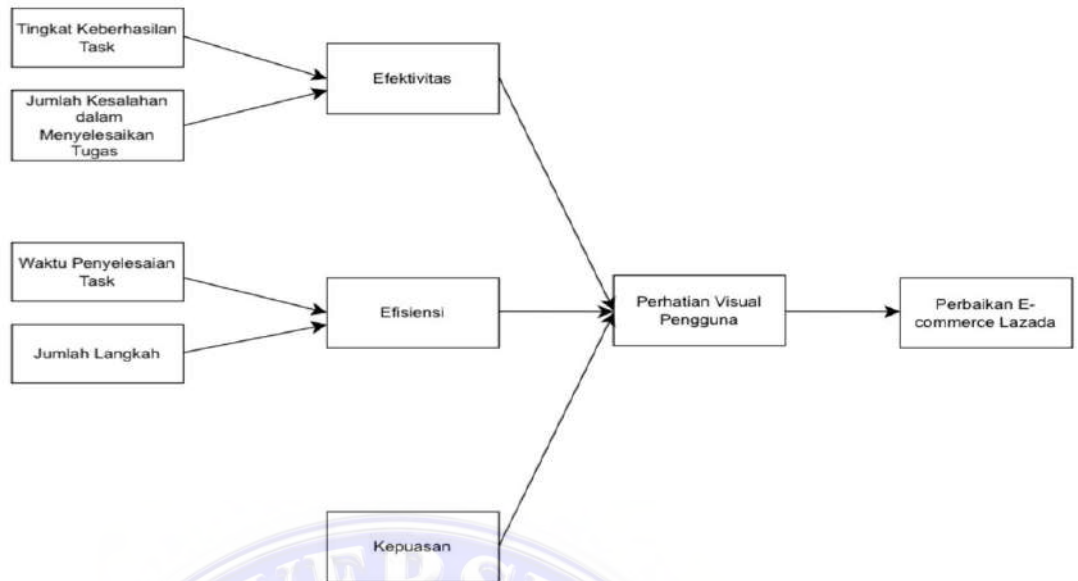 Tingkat Keberhasilan
Task
Jumlah Kesalahan
dalam
Menyelesaikan
Tugas
Efektivitas
Waktu Penyelesaian
Task
Jumlah Langkah
Efisiensi
Kepuasan
Perhatian Visual
Pengguna
Perbaikan E-
commerce Lazada